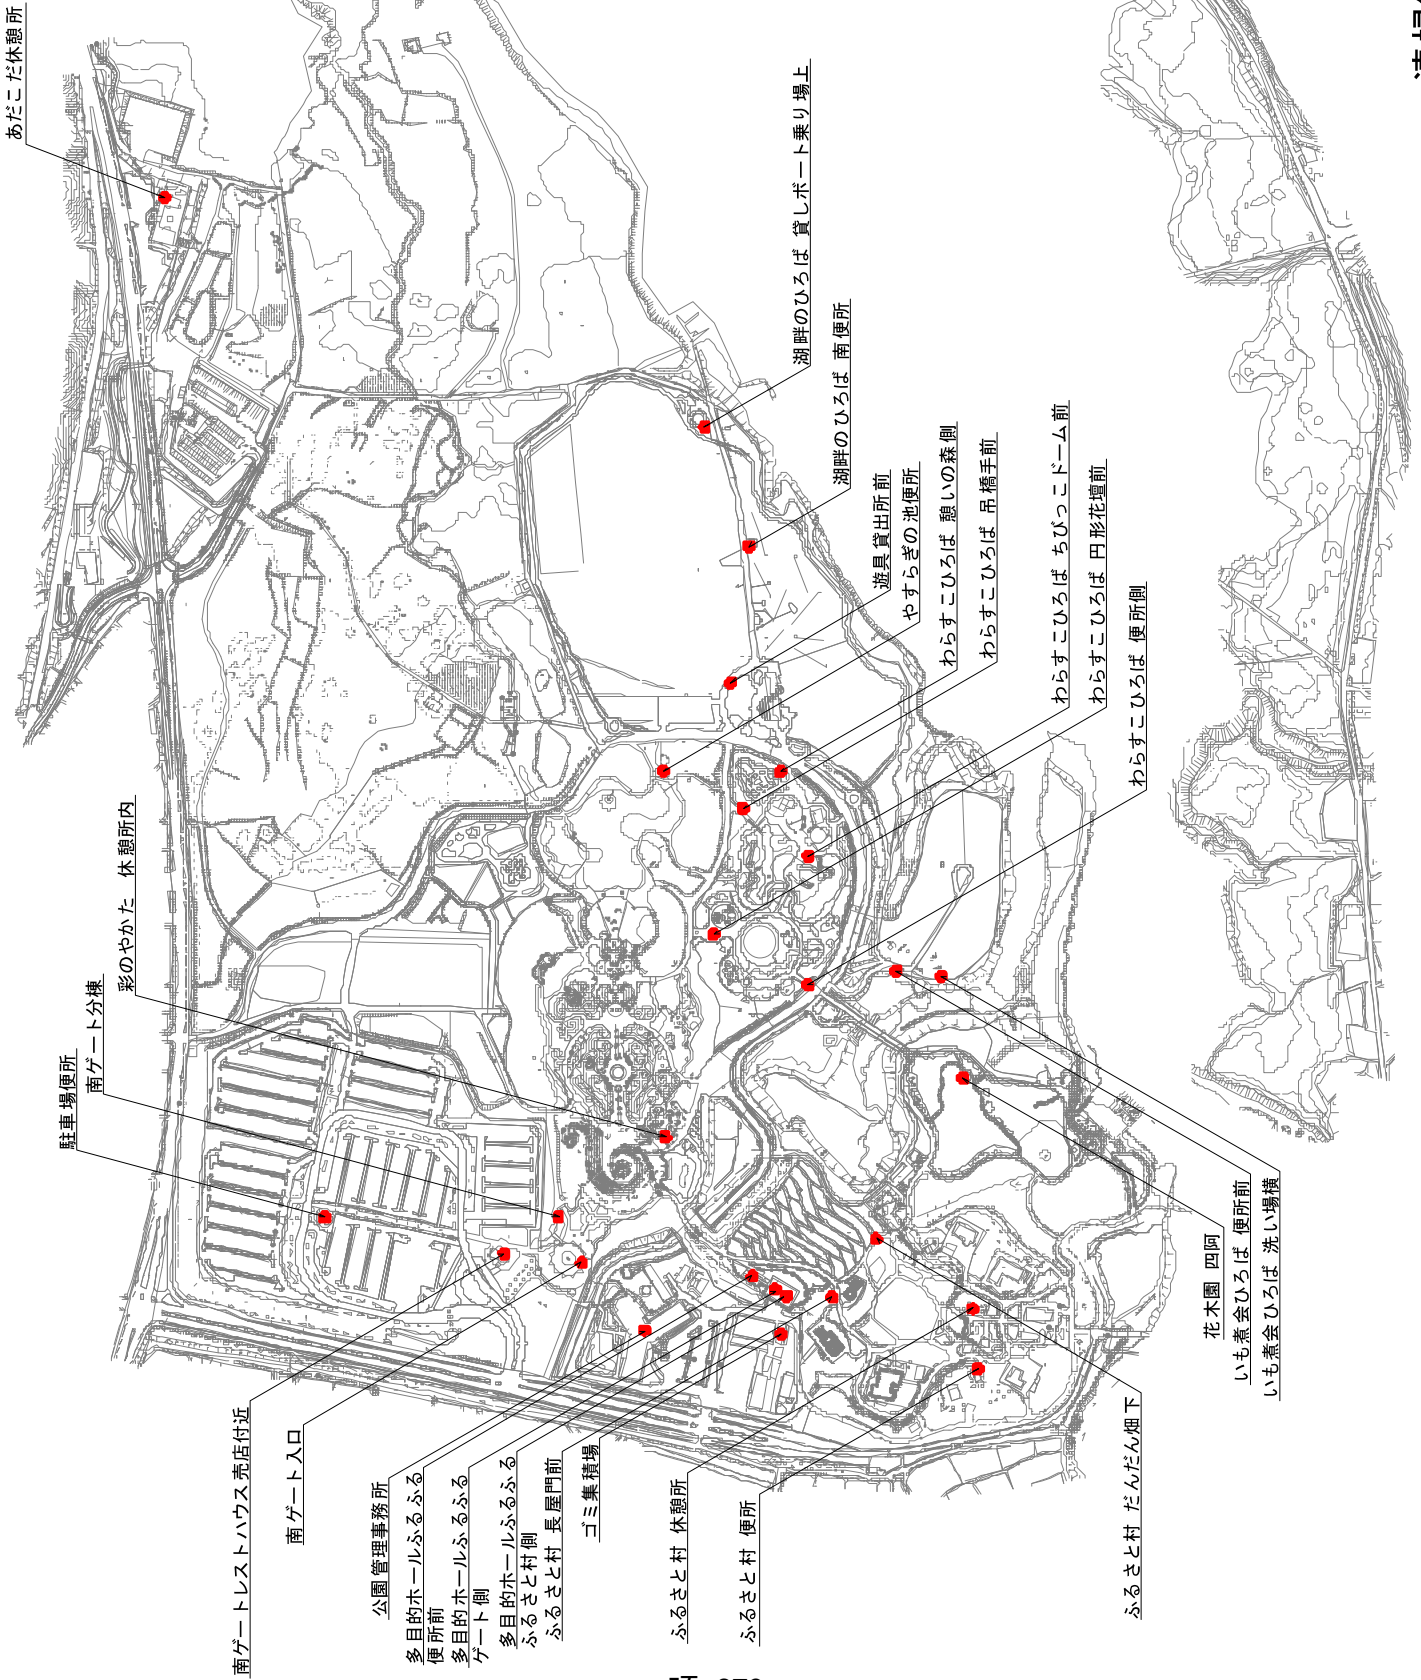 あだこだ休憩所
湖畔のひろば 貸しボート乗り場上
湖畔のひろば 南便所
遊具貸出所前
やすらぎの池便所
わらすこひろば 憩いの森側
わらすこひろば 吊橋手前
わらすこひろば ちびっこドーム前
わらすこひろば 円形花壇前
わらすこひろば 便所側
彩のやかた 休憩所内
南ゲート分棟
駐車場便所
南ゲートレストハウス売店付近
南ゲート入口
公園管理事務所
多目的ホールふるふる
便所前
多目的ホールふるふる
ゲート側
多目的ホールふるふる
ふるさと村側
ふるさと村 長屋門前
ゴミ集積場
ふるさと村 休憩所
ふるさと村 便所
ふるさと村 だんだん畑下
花木園 四阿
いも煮会ひろば 便所前
いも煮会ひろば 洗い場横